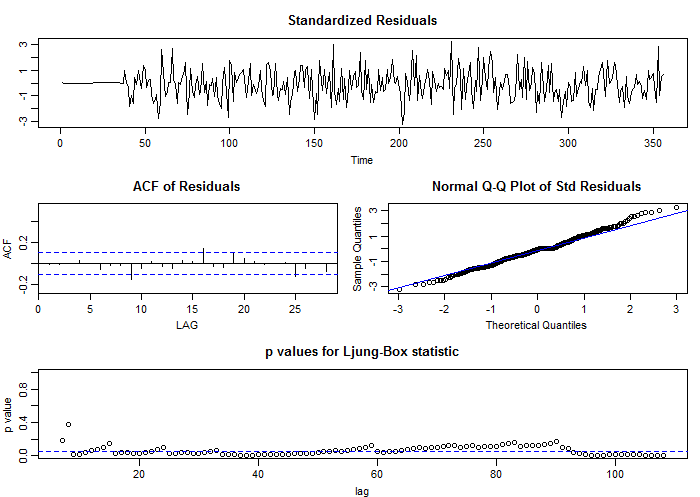 Standardized Residuals
3
1
-1
-3
0 50 100 150 200 250 300 350
Time
ACF of Residuals
ACF
0.2
-0.2
0 5 10 15 20 25
LAG
Normal Q-Q Plot of Std Residuals
Sample Quantiles
3
1
-1
-3
-3 -2 -1 0 1 2 3
Theoretical Quantiles
p values for Ljung-Box statistic
p value
0.8
0.4
0.0
20 40 60 80 100
lag